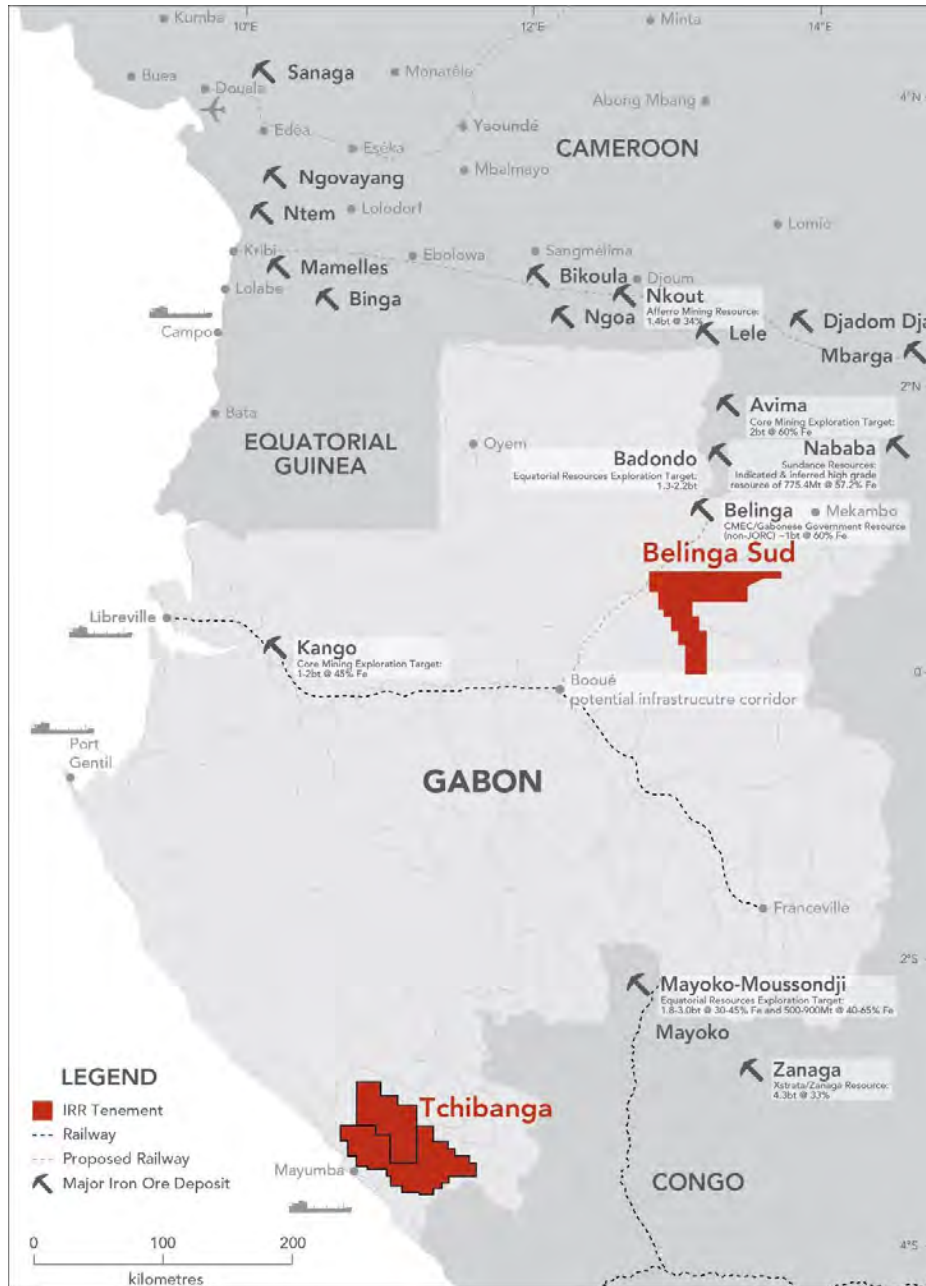 Kumba
10°E
12°E
Minta
14°E
Buea
Sanaga
Monatélé
Douala
Abong Mbang
4°N
Edéa
Yaoundé
Eséka
CAMEROON
Mbalmayo
Ngovayang
Ntem
Lolodorf
Lomié
Kribi
Ebolowa
Sangmélima
Mamelles
Bikoula
Djoum
Lolabe
Binga
Nkout
Afferro Mining Resource:
1.4bt @ 34%
Ngoa
Lele
Djadom Dja
Campo
Mbarga
2°N
Avima
Core Mining Exploration Target:
2bt @ 60% Fe
Bata
EQUATORIAL
GUINEA
Oyem
Badondo
Equatorial Resources Exploration Target:
1.3-2.2bt
Nababa
Sundance Resources:
Indicated & inferred high grade
resource of 775.4Mt @ 57.2% Fe
Belinga
Mekambo
CMEC/Gabonese Government Resource
(non-JORC) ~1bt @ 60% Fe
Belinga Sud
Libreville
Kango
Core Mining Exploration Target:
1-2bt @ 45% Fe
0°
Booué
potential infrastrucutre corridor
Port
Gentil
GABON
Franceville
2°S
Mayoko-Moussondji
Equatorial Resources Exploration Target:
1.8-3.0bt @ 30-45% Fe and 500-900Mt @ 40-65% Fe
Mayoko
Zanaga
Xstrata/Zanaga Resource:
4.3bt @ 33%
LEGEND
IRR Tenement
Railway
Proposed Railway
Major Iron Ore Deposit
Tchibanga
Mayumba
CONGO
4°S
0
100
200
kilometres